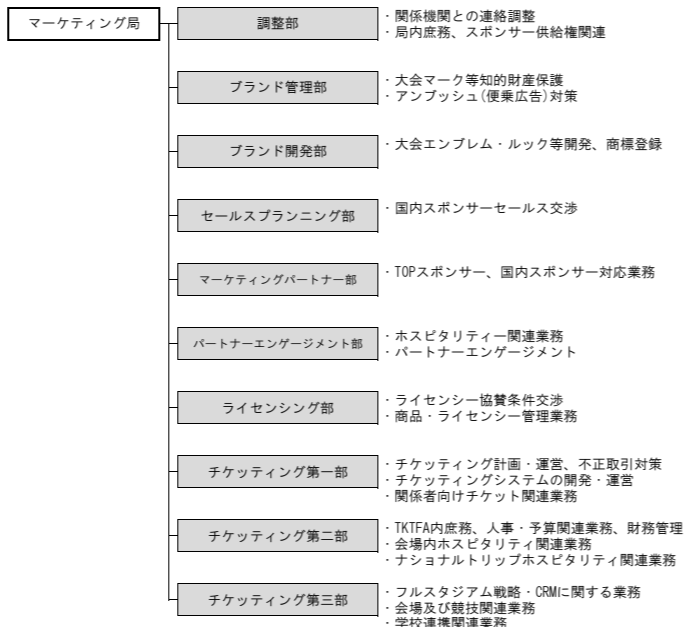 マーケティング局
調整部
・関係機関との連絡調整
・局内庶務、スポンサー供給権関連
ブランド管理部
・大会マーク等知的財産保護
・アンブッシュ(便乗広告)対策
ブランド開発部
・大会エンブレム・ルック等開発、商標登録
セールスプランニング部
・国内スポンサーセールス交渉
マーケティングパートナー部
・TOPスポンサー、国内スポンサー対応業務
パートナーエンゲージメント部
・ホスピタリティー関連業務
・パートナーエンゲージメント
ライセンシング部
・ライセンシー協賛条件交渉
・商品・ライセンシー管理業務
チケッティング第一部
・チケッティング計画・運営、不正取引対策
・チケッティングシステムの開発・運営
・関係者向けチケット関連業務
チケッティング第二部
・TKTFA内庶務、人事・予算関連業務、財務管理
・会場内ホスピタリティ関連業務
・ナショナルトリップホスピタリティ関連業務
チケッティング第三部
・フルスタジアム戦略・CRMに関する業務
・会場及び競技関連業務
・学校連携関連業務